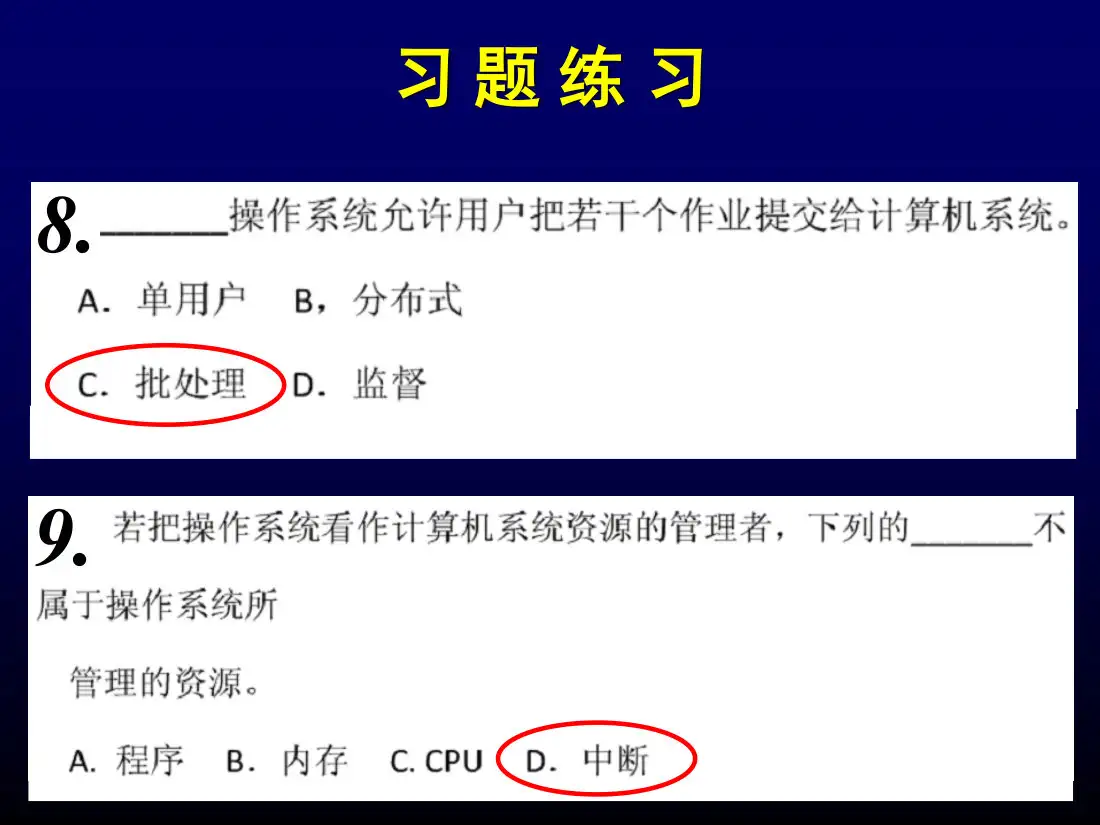 习题练习
8. _______操作系统允许用户把若干个作业提交给计算机系统。
A. 单用户 B, 分布式
C. 批处理 D. 监督
9. 若把操作系统看作计算机系统资源的管理者，下列的_______不
属于操作系统所
管理的资源。
A. 程序 B. 内存 C. CPU D. 中断